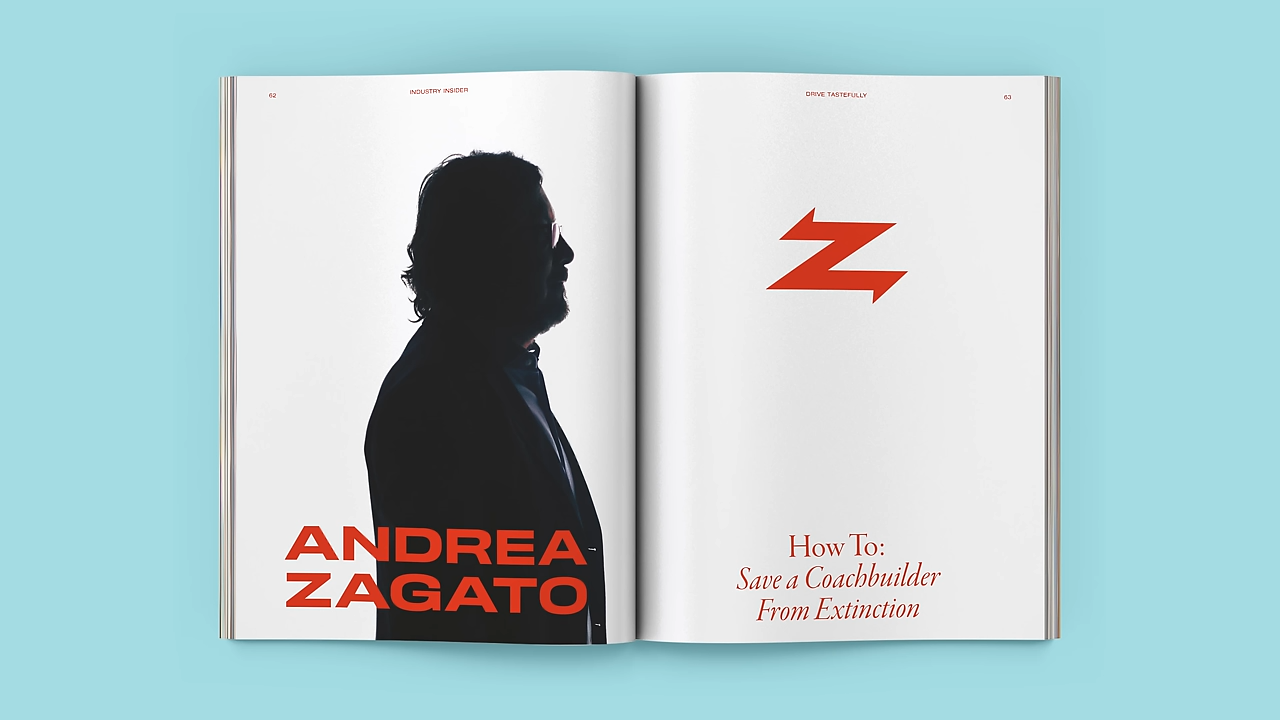 62
INDUSTRY INSIDER
ANDREA
ZAGATO
DRIVE TASTEFULLY
63
Z
How To:
Save a Coachbuilder
From Extinction